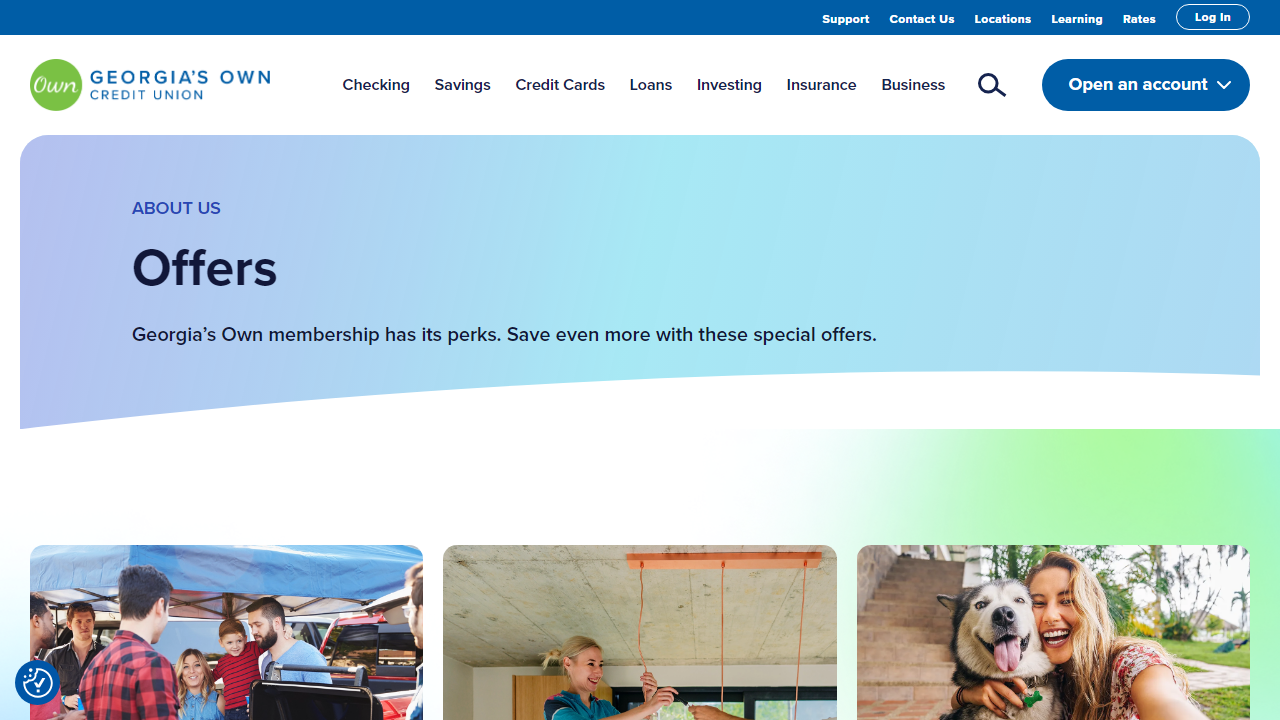 Support Contact Us Locations Learning Rates Log In
Own GEORGIA'S OWN
CREDIT UNION
Checking Savings Credit Cards Loans Investing Insurance Business Open an account
ABOUT US
Offers
Georgia’s Own membership has its perks. Save even more with these special offers.